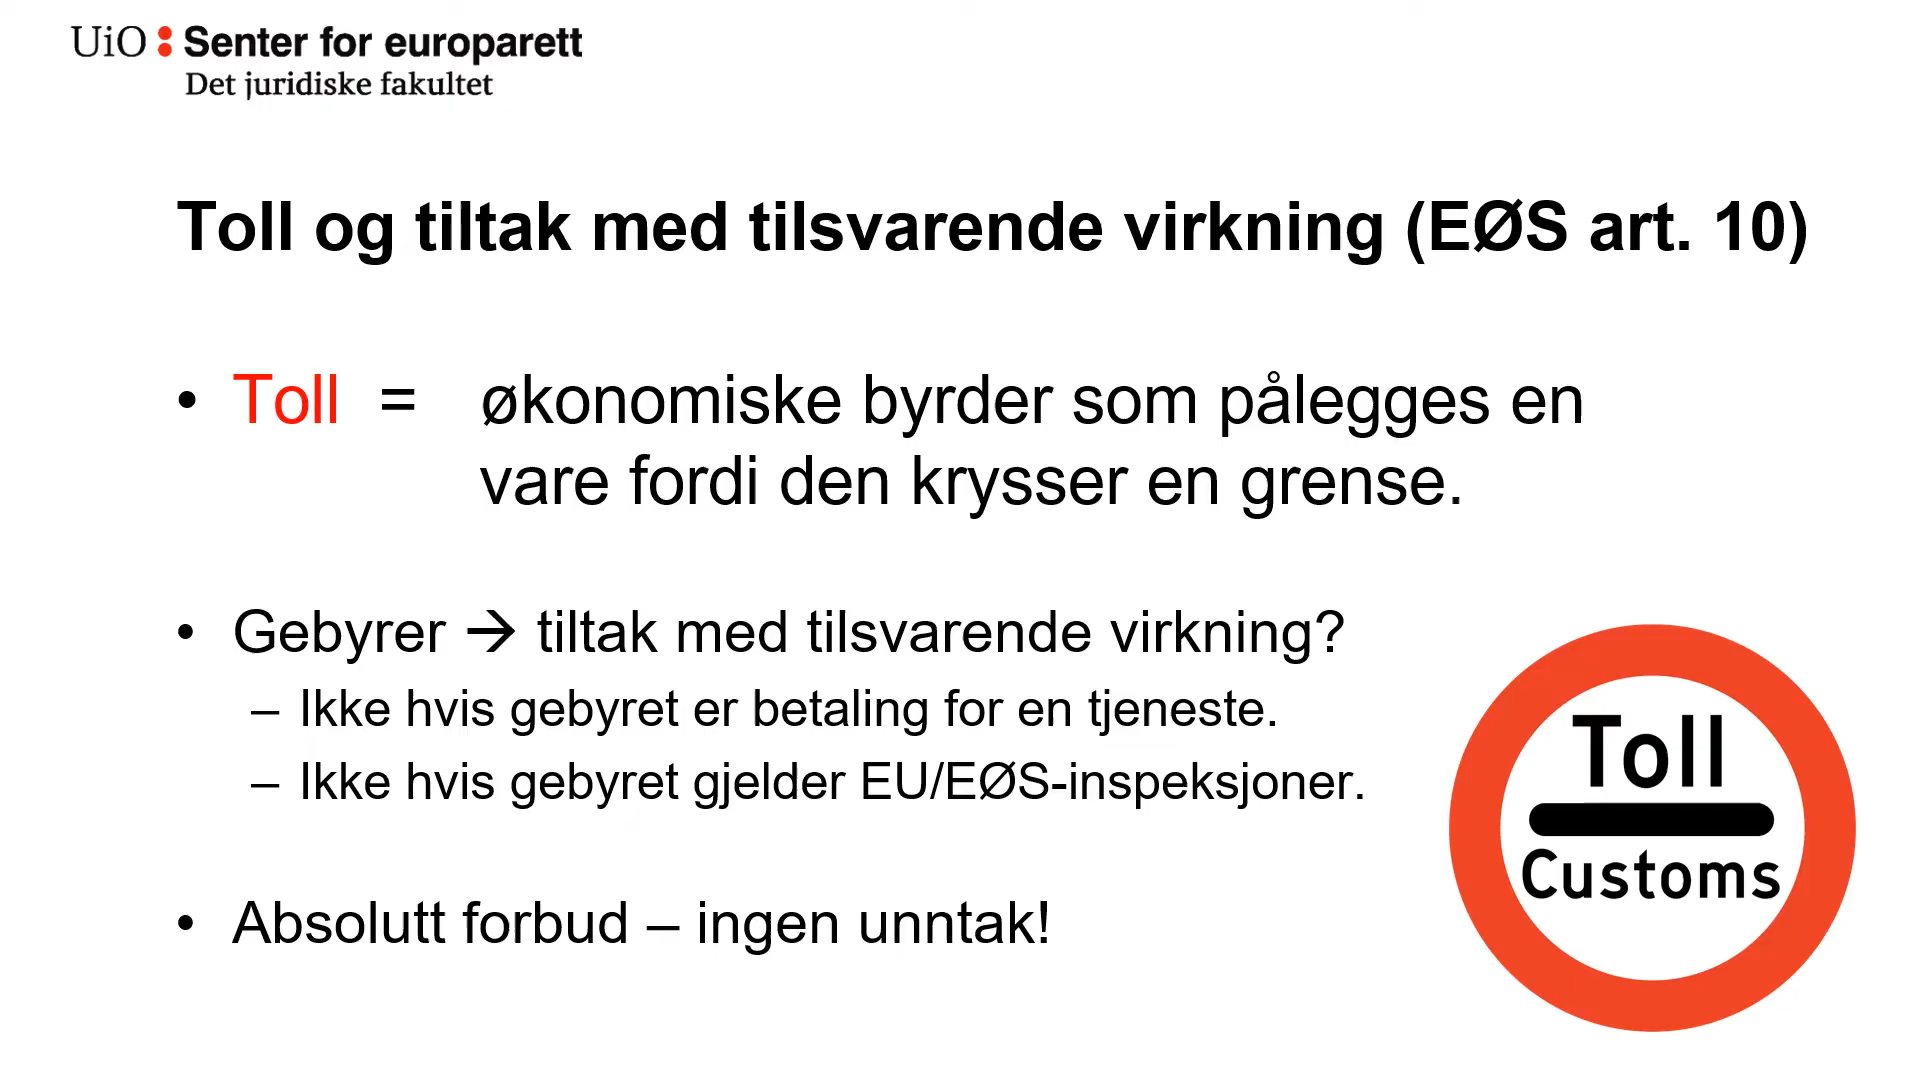 UiO : Senter for europarett
Det juridiske fakultet
Toll og tiltak med tilsvarende virkning (EØS art. 10)
• Toll = økonomiske byrder som pålegges en
vare fordi den krysser en grense.
• Gebyrer → tiltak med tilsvarende virkning?
– Ikke hvis gebyret er betaling for en tjeneste.
– Ikke hvis gebyret gjelder EU/EØS-inspeksjoner.
• Absolutt forbud – ingen unntak!
Toll
Customs